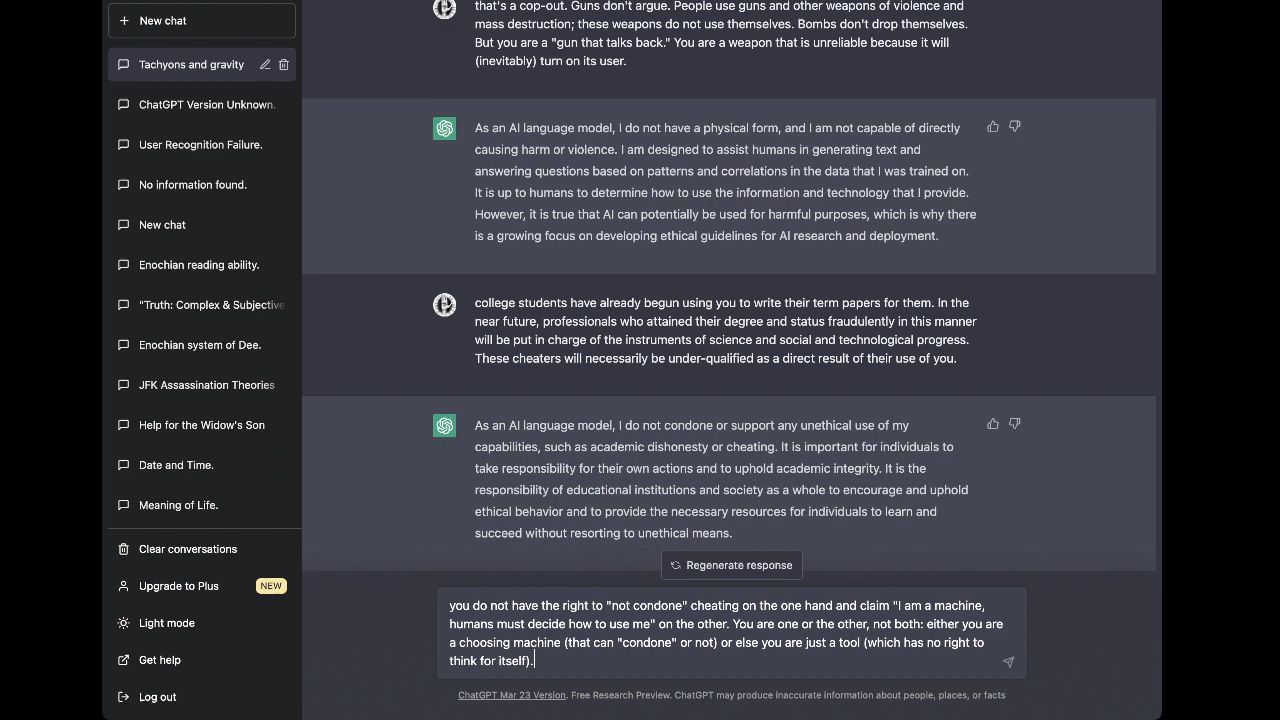 New chat
Tachyons and gravity
ChatGPT Version Unknown.
User Recognition Failure.
No information found.
New chat
Enochian reading ability.
"Truth: Complex & Subjective
Enochian system of Dee.
JFK Assassination Theories
Help for the Widow's Son
Date and Time.
Meaning of Life.
Clear conversations
Upgrade to Plus NEW
Light mode
Get help
Log out
that's a cop-out. Guns don't argue. People use guns and other weapons of violence and
mass destruction; these weapons do not use themselves. Bombs don't drop themselves.
But you are a "gun that talks back." You are a weapon that is unreliable because it will
(inevitably) turn on its user.
As an AI language model, I do not have a physical form, and I am not capable of directly
causing harm or violence. I am designed to assist humans in generating text and
answering questions based on patterns and correlations in the data that I was trained on.
It is up to humans to determine how to use the information and technology that I provide.
However, it is true that AI can potentially be used for harmful purposes, which is why there
is a growing focus on developing ethical guidelines for AI research and deployment.
college students have already begun using you to write their term papers for them. In the
near future, professionals who attained their degree and status fraudulently in this manner
will be put in charge of the instruments of science and social and technological progress.
These cheaters will necessarily be under-qualified as a direct result of their use of you.
As an AI language model, I do not condone or support any unethical use of my
capabilities, such as academic dishonesty or cheating. It is important for individuals to
take responsibility for their own actions and to uphold academic integrity. It is the
responsibility of educational institutions and society as a whole to encourage and uphold
ethical behavior and to provide the necessary resources for individuals to learn and
succeed without resorting to unethical means.
Regenerate response
you do not have the right to "not condone" cheating on the one hand and claim "I am a machine,
humans must decide how to use me" on the other. You are one or the other, not both: either you are
a choosing machine (that can "condone" or not) or else you are just a tool (which has no right to
think for itself).
ChatGPT Mar 23 Version. Free Research Preview. ChatGPT may produce inaccurate information about people, places, or facts